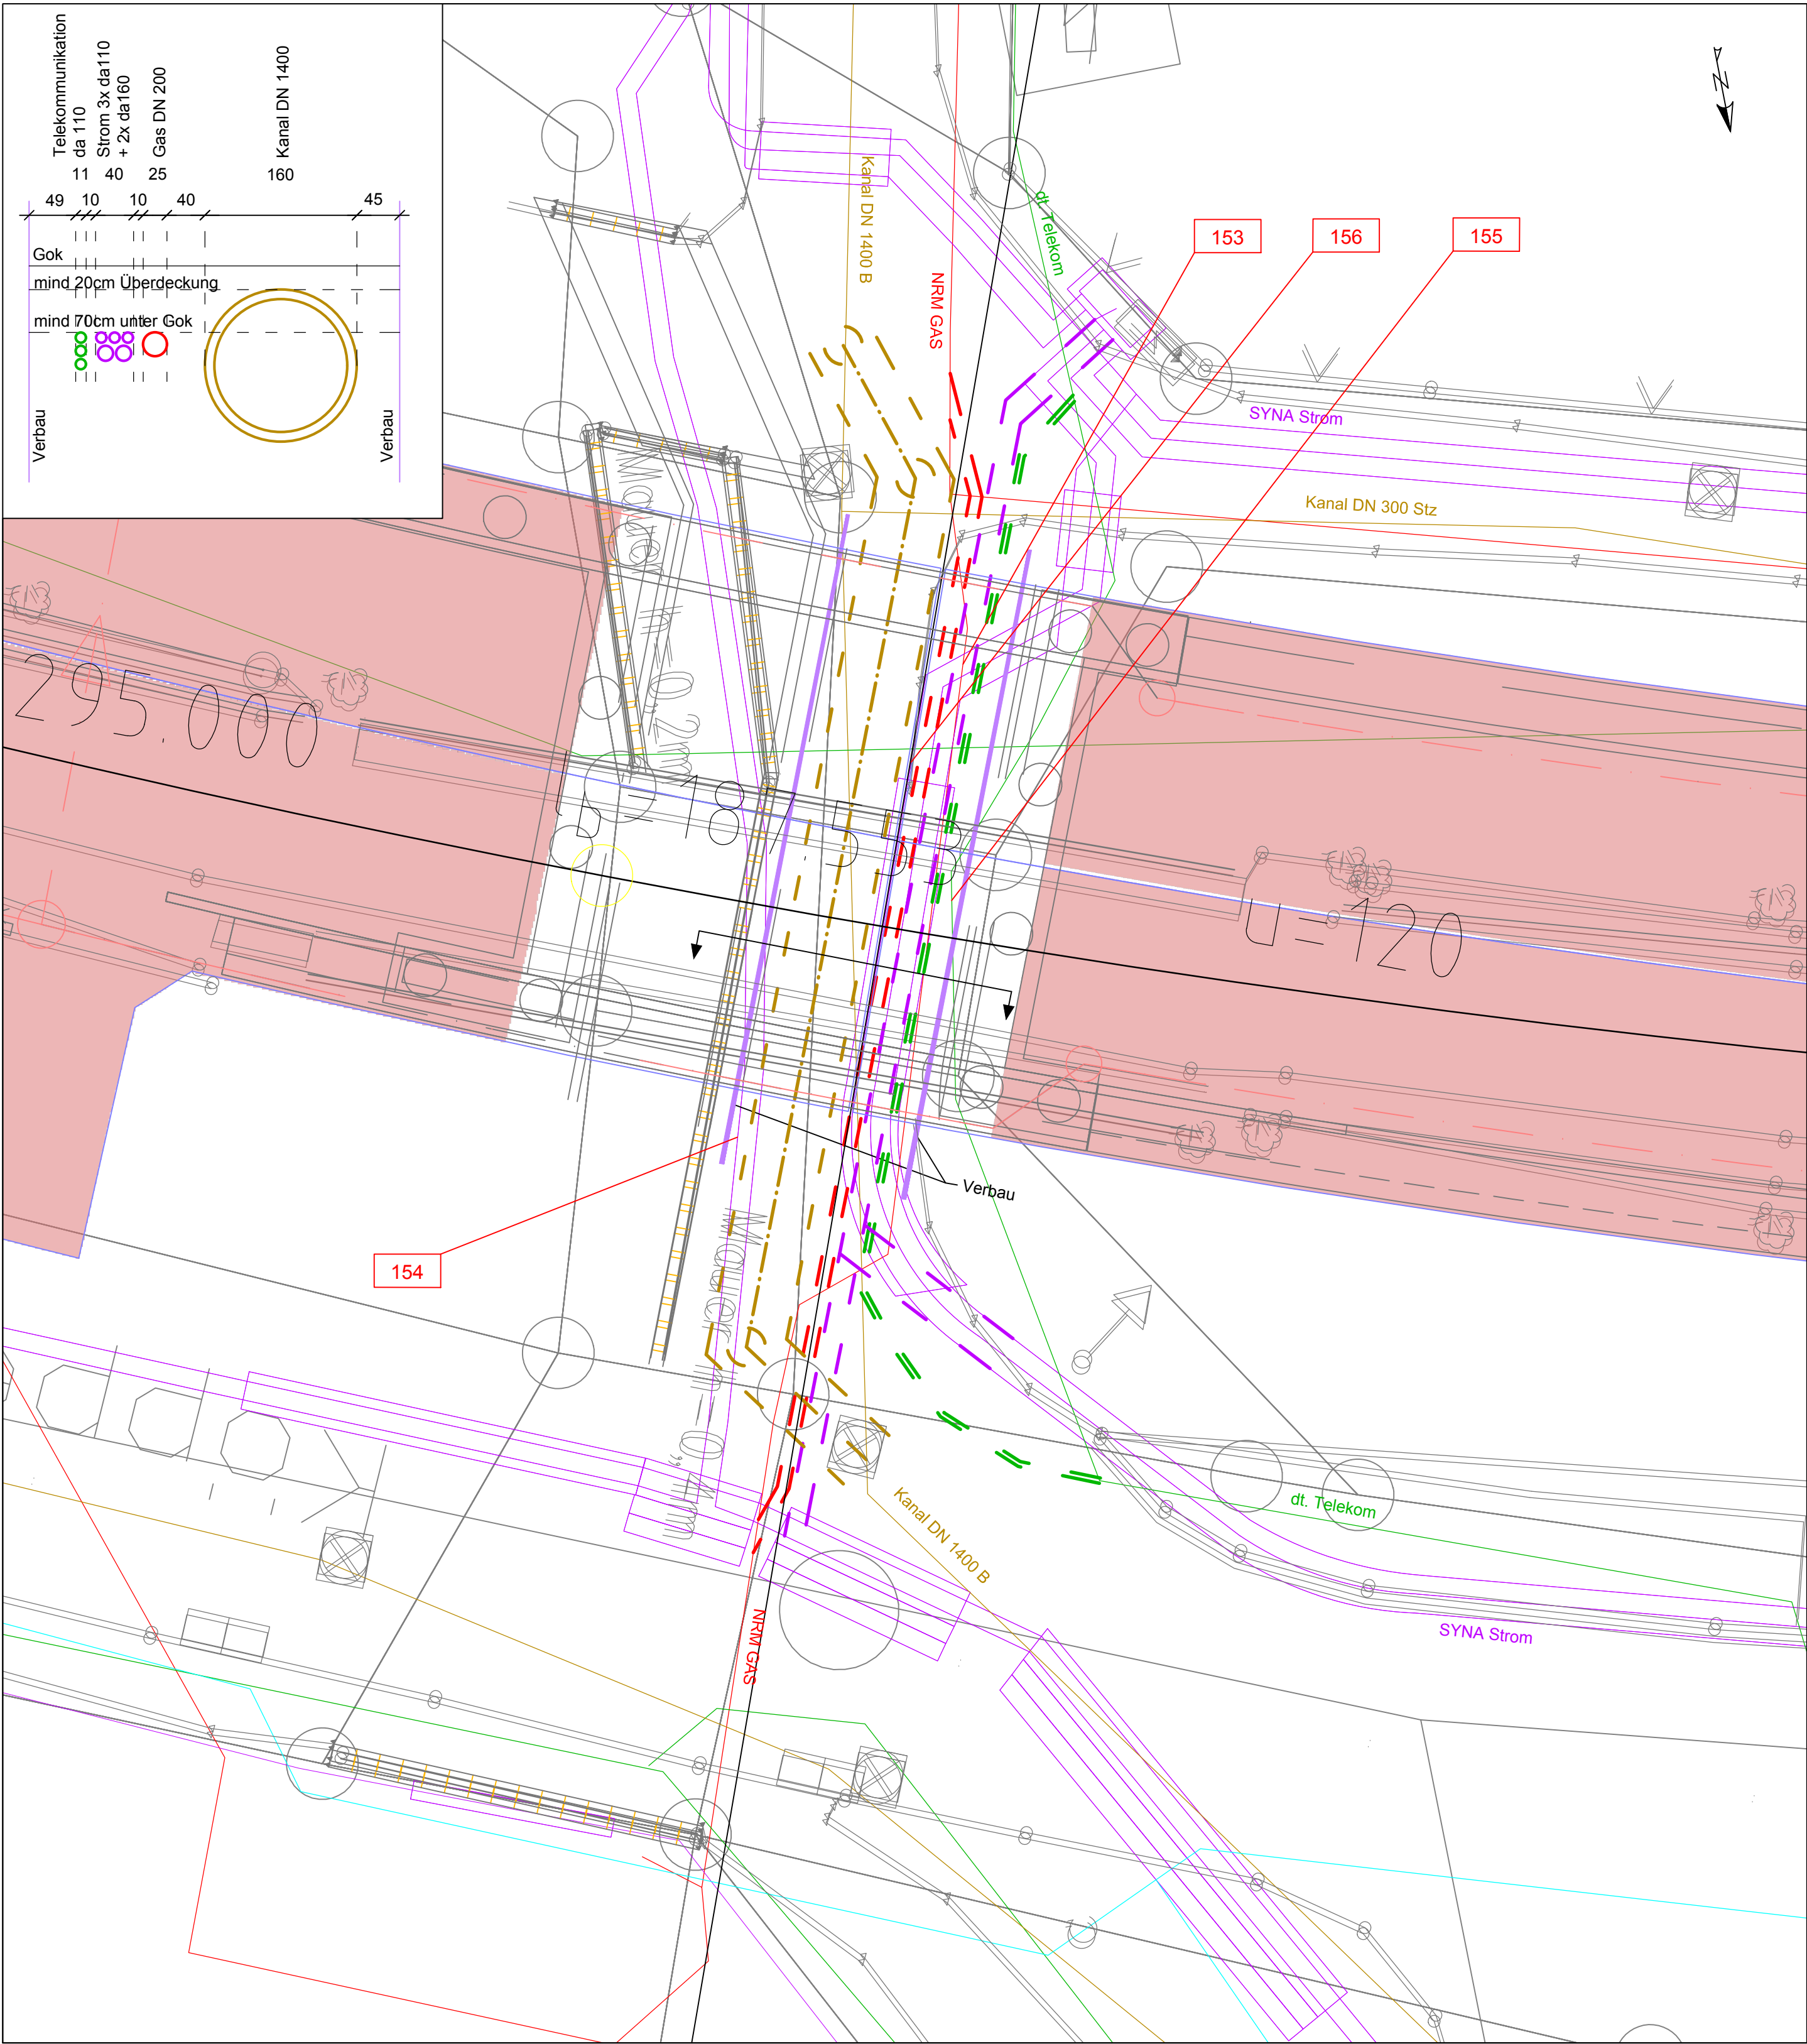 Telekommunikation
da 110
Strom 3x da110
+ 2x da160
Gas DN 200
Kanal DN 1400
11
40
25
160
49
10
10
40
45
Gok
mind 20cm Überdeckung
mind 70cm unter Gok
Verbau
Verbau
N
Kanal DN 1400 B
NRM GAS
dt. Telekom
153
156
155
SYNA Strom
Kanal DN 300 Stz
295.000
u=120
Verbau
154
Kanal DN 1400 B
dt. Telekom
SYNA Strom
NRM GAS